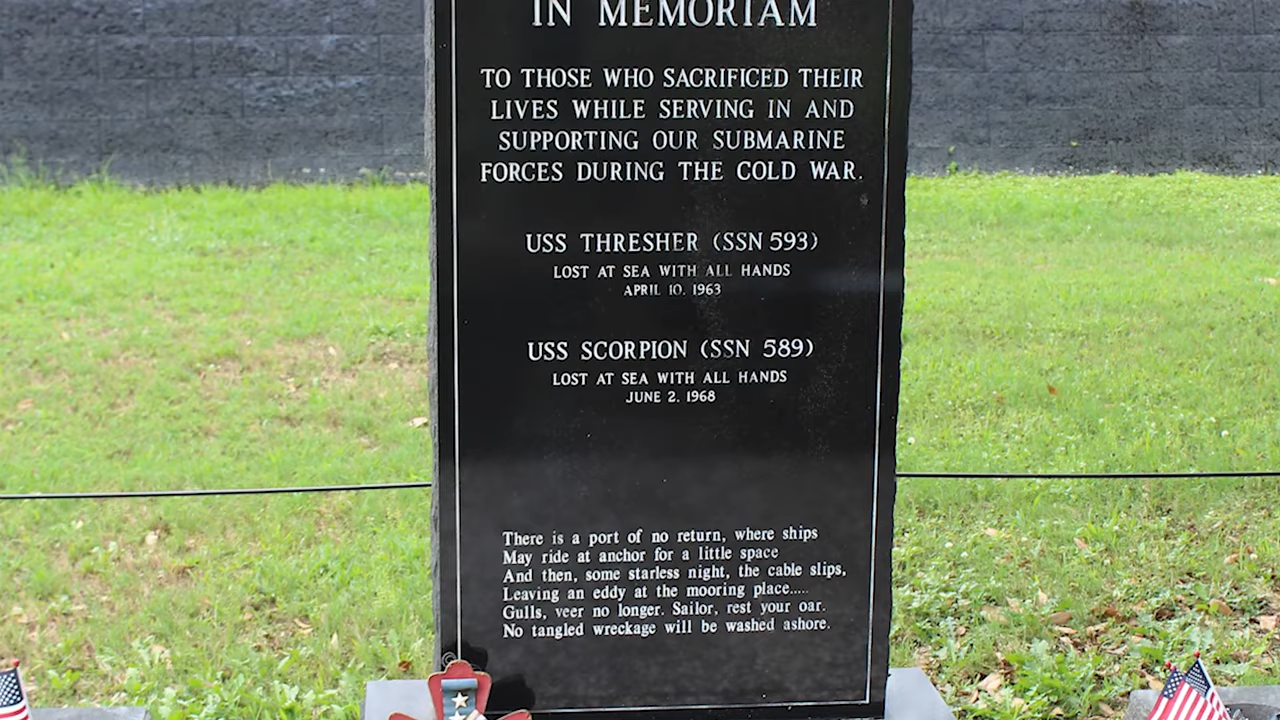 IN MEMORIAM
TO THOSE WHO SACRIFICED THEIR
LIVES WHILE SERVING IN AND
SUPPORTING OUR SUBMARINE
FORCES DURING THE COLD WAR.
USS THRESHER (SSN 593)
LOST AT SEA WITH ALL HANDS
APRIL 10, 1963
USS SCORPION (SSN 589)
LOST AT SEA WITH ALL HANDS
JUNE 2, 1968
There is a port of no return, where ships
May ride at anchor for a little space
And then, some starless night, the cable slips,
Leaving an eddy at the mooring place.....
Gulls, veer no longer. Sailor, rest your oar.
No tangled wreckage will be washed ashore.